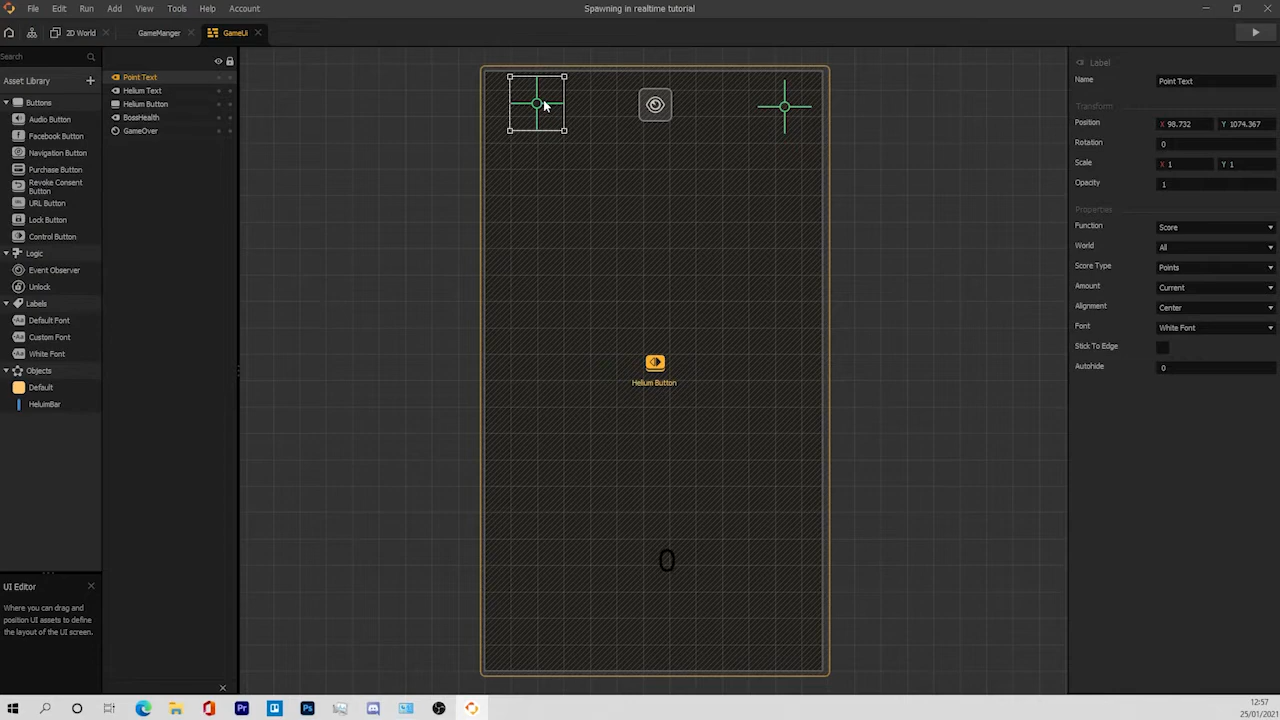 File Edit Run Add View Tools Help Account
Spawning in realtime tutorial
2D World
GameManger
GameUi
Search
Asset Library
Buttons
Audio Button
Facebook Button
Navigation Button
Purchase Button
Revoke Consent
Button
URL Button
Lock Button
Control Button
Logic
Event Observer
Unlock
Labels
Aa Default Font
Aa Custom Font
Aa White Font
Objects
Default
HeluimBar
UI Editor
Where you can drag and
position UI assets to define
the layout of the UI screen.
Point Text
Helium Text
Helium Button
BossHealth
GameOver
Helium Button
0
Label
Name Point Text
Transform
Position X 98.732 Y 1074.367
Rotation 0
Scale X 1 Y 1
Opacity 1
Properties
Function Score
World All
Score Type Points
Amount Current
Alignment Center
Font White Font
Stick To Edge
Autohide 0
Pr
Ps
12:57
25/01/2021